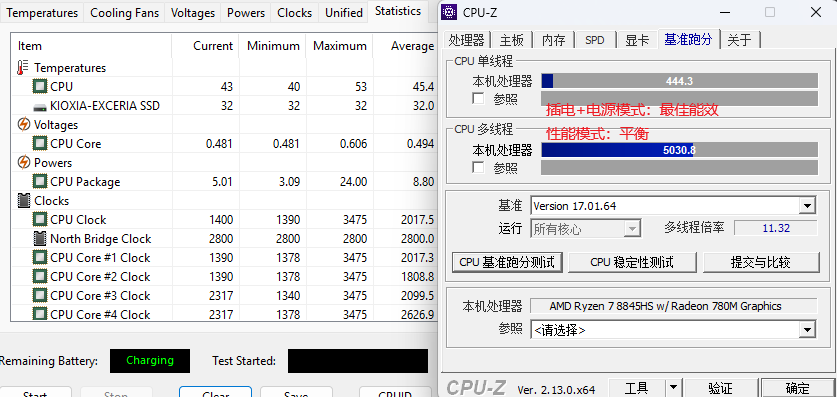 Temperatures Cooling Fans Voltages Powers Clocks Unified Statistics
Item Current Minimum Maximum Average
Temperatures
CPU 43 40 53 45.4
KIOXIA-EXCERIA SSD 32 32 32 32.0
Voltages
CPU Core 0.481 0.481 0.606 0.494
Powers
CPU Package 5.01 3.09 24.00 8.80
Clocks
CPU Clock 1400 1390 3475 2017.5
North Bridge Clock 2800 2800 2800 2800.0
CPU Core #1 Clock 1390 1378 3475 2017.3
CPU Core #2 Clock 1390 1378 3475 1808.8
CPU Core #3 Clock 2317 1340 3475 2099.5
CPU Core #4 Clock 2317 1378 3475 2626.9
Remaining Battery: Charging Test Started:
Start Stop Clear Save CPUID
CPU-Z
处理器 主板 内存 SPD 显卡 基准跑分 关于
CPU 单线程
本机处理器 444.3
参照
插电+电源模式：最佳能效
CPU 多线程
性能模式：平衡
本机处理器 5030.8
参照
基准 Version 17.01.64
运行 所有核心 多线程倍率 11.32
CPU 基准跑分测试 CPU 稳定性测试 提交与比较
本机处理器 AMD Ryzen 7 8845HS w/ Radeon 780M Graphics
参照 <请选择>
CPU-Z Ver. 2.13.0.x64 工具 验证 确定